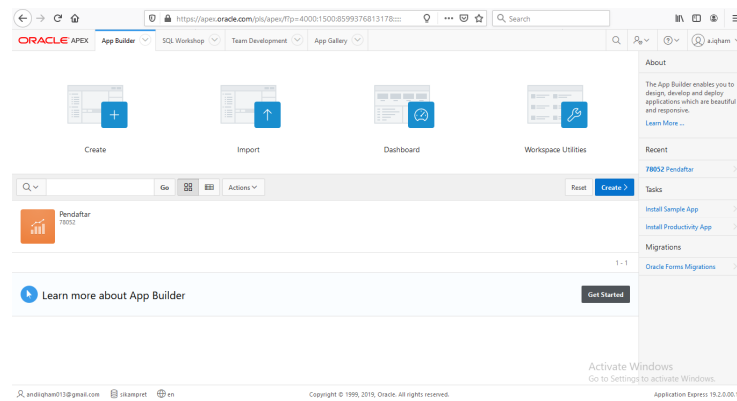 https://apex.oracle.com/pls/apex/f?p=4000:1500:8599376813178::::
Search
ORACLE APEX
App Builder
SQL Workshop
Team Development
App Gallery
a.iqham
Create
Import
Dashboard
Workspace Utilities
About
The App Builder enables you to
design, develop and deploy
applications which are beautiful
and responsive.
Learn More ...
Go
Actions
Reset
Create
Pendaftar
78052
1 - 1
Learn more about App Builder
Get Started
Recent
78052 Pendaftar
Tasks
Install Sample App
Install Productivity App
Migrations
Oracle Forms Migrations
Activate Windows
Go to Settings to activate Windows.
andiiqham013@gmail.com
sikampret
en
Copyright © 1999, 2019, Oracle. All rights reserved.
Application Express 19.2.0.00.